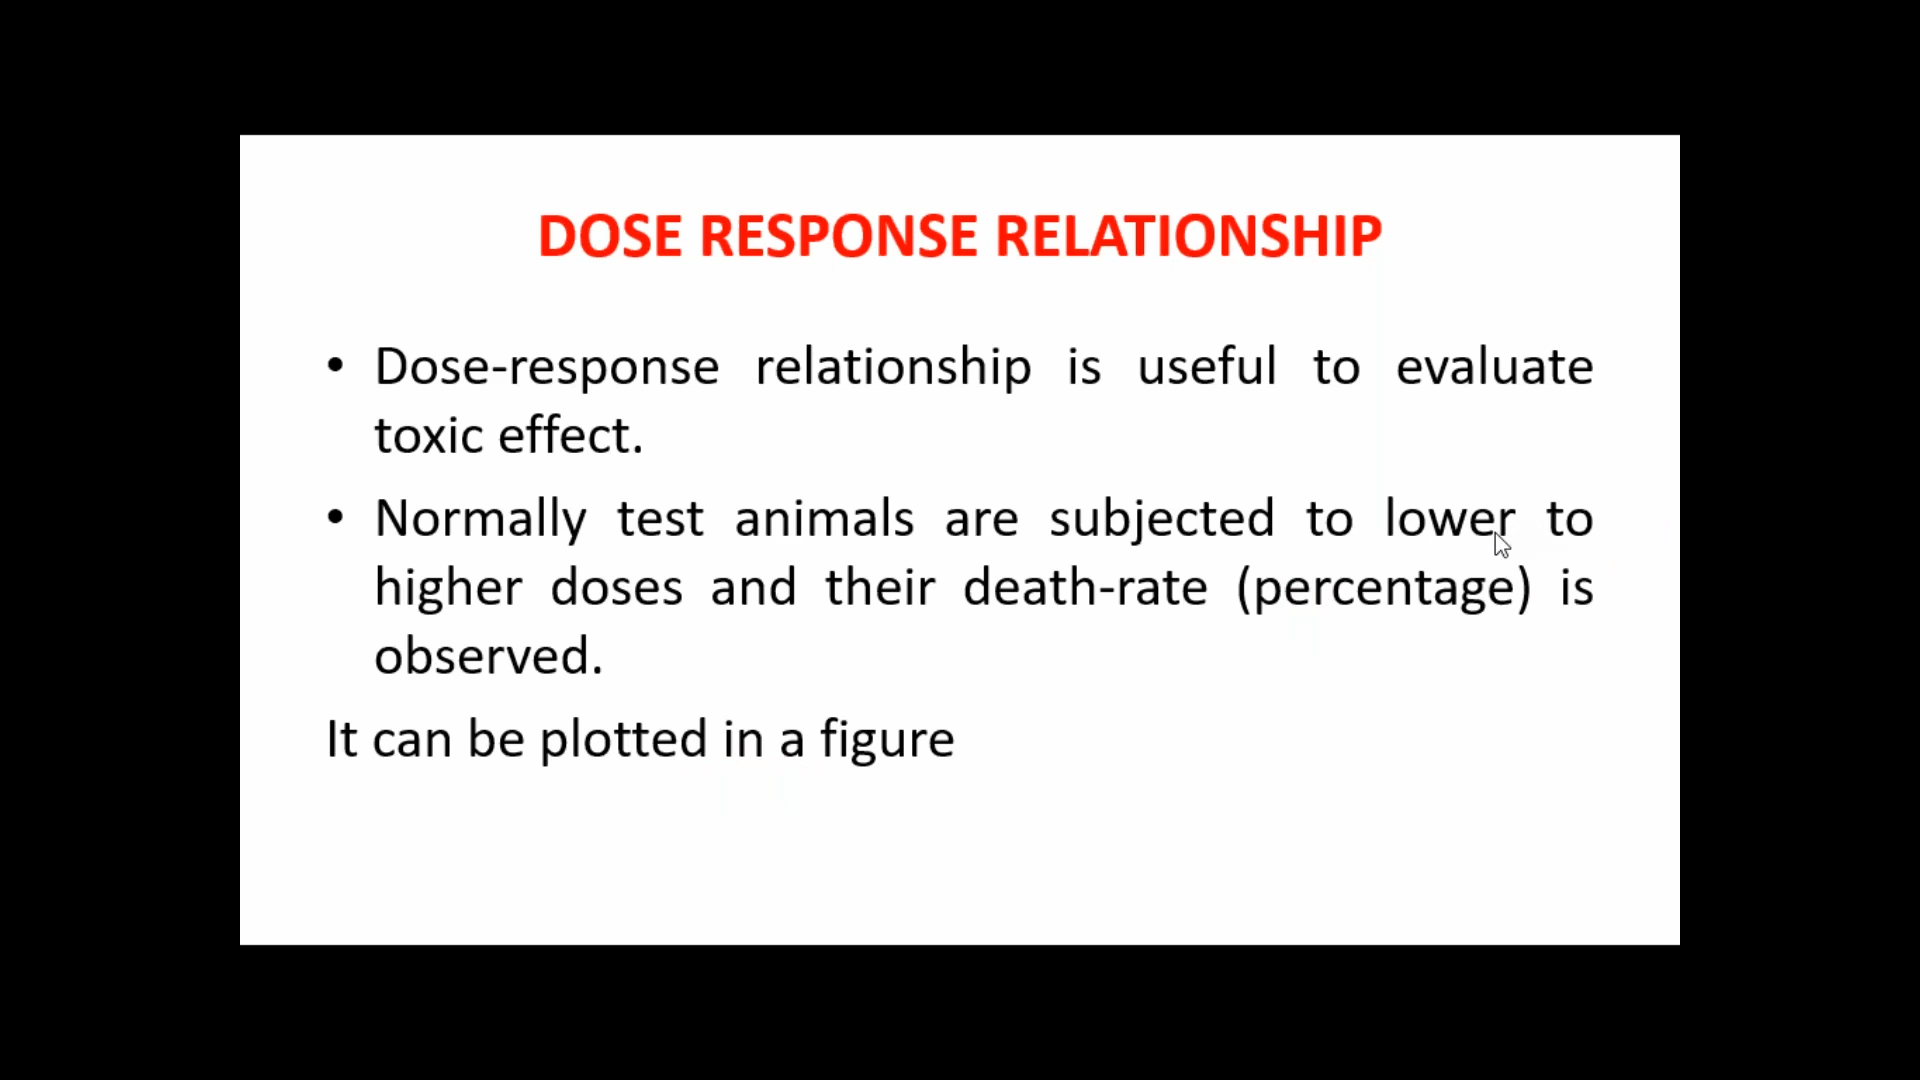 DOSE RESPONSE RELATIONSHIP
• Dose-response relationship is useful to evaluate
toxic effect.
• Normally test animals are subjected to lower to
higher doses and their death-rate (percentage) is
observed.
It can be plotted in a figure